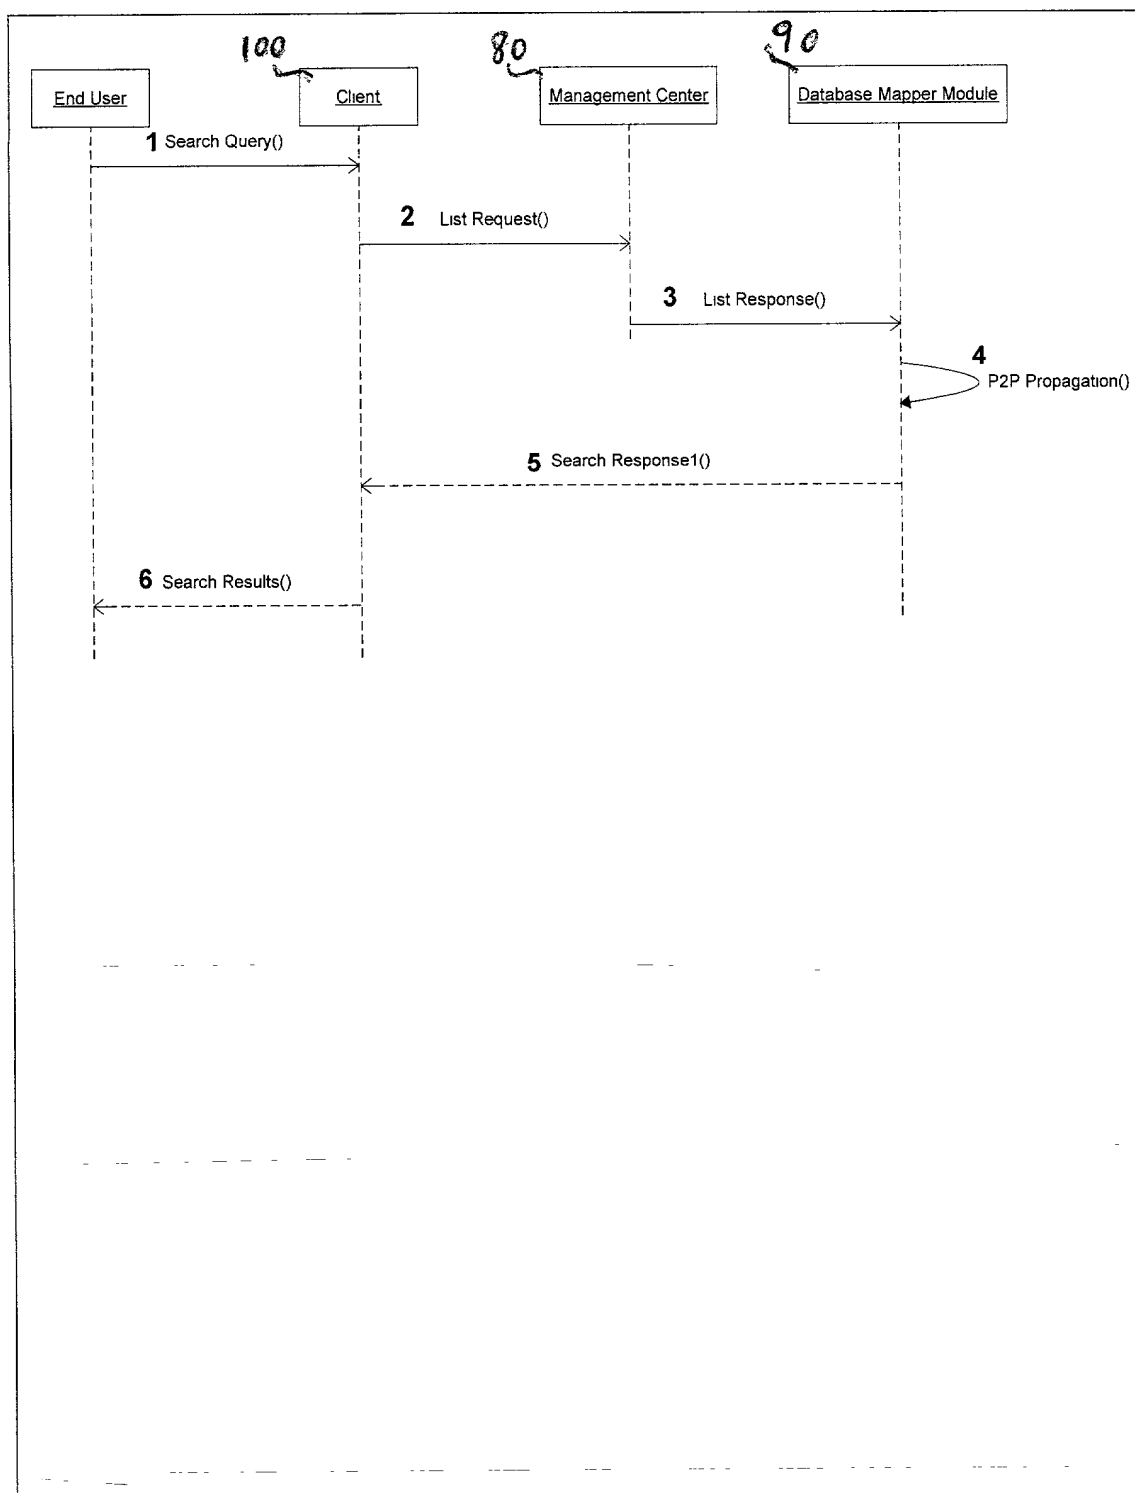 100
80
90
End User
Client
Management Center
Database Mapper Module
1 Search Query()
2 List Request()
3 List Response()
4
P2P Propagation()
5 Search Response1()
6 Search Results()